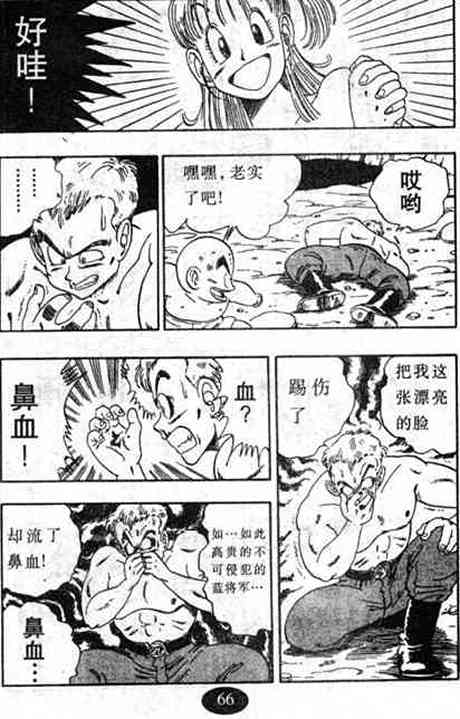 好哇！
哎哟
嘿嘿，老实
了吧！
……
……
把我这
张漂亮
的脸
踢伤
了
血？
鼻血！
如…如此
高贵的不
可侵犯的
蓝将军…
却流了
鼻血！
鼻血…
66